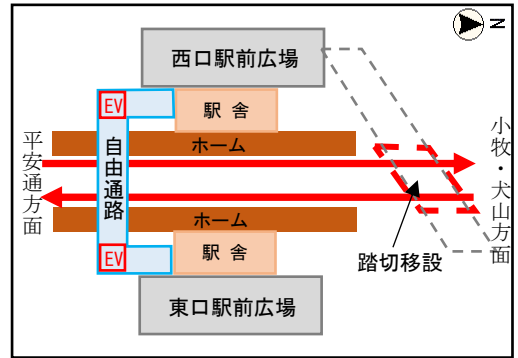 N
西口駅前広場
EV
駅舎
ホーム
平安通方面
自由通路
小牧・犬山方面
ホーム
駅舎
EV
踏切移設
東口駅前広場